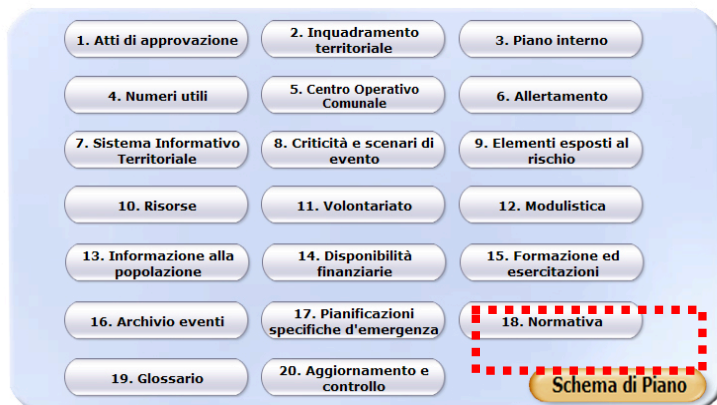 1. Atti di approvazione
2. Inquadramento
territoriale
3. Piano interno
4. Numeri utili
5. Centro Operativo
Comunale
6. Allertamento
7. Sistema Informativo
Territoriale
8. Criticità e scenari di
evento
9. Elementi esposti al
rischio
10. Risorse
11. Volontariato
12. Modulistica
13. Informazione alla
popolazione
14. Disponibilità
finanziarie
15. Formazione ed
esercitazioni
16. Archivio eventi
17. Pianificazioni
specifiche d'emergenza
18. Normativa
19. Glossario
20. Aggiornamento e
controllo
Schema di Piano